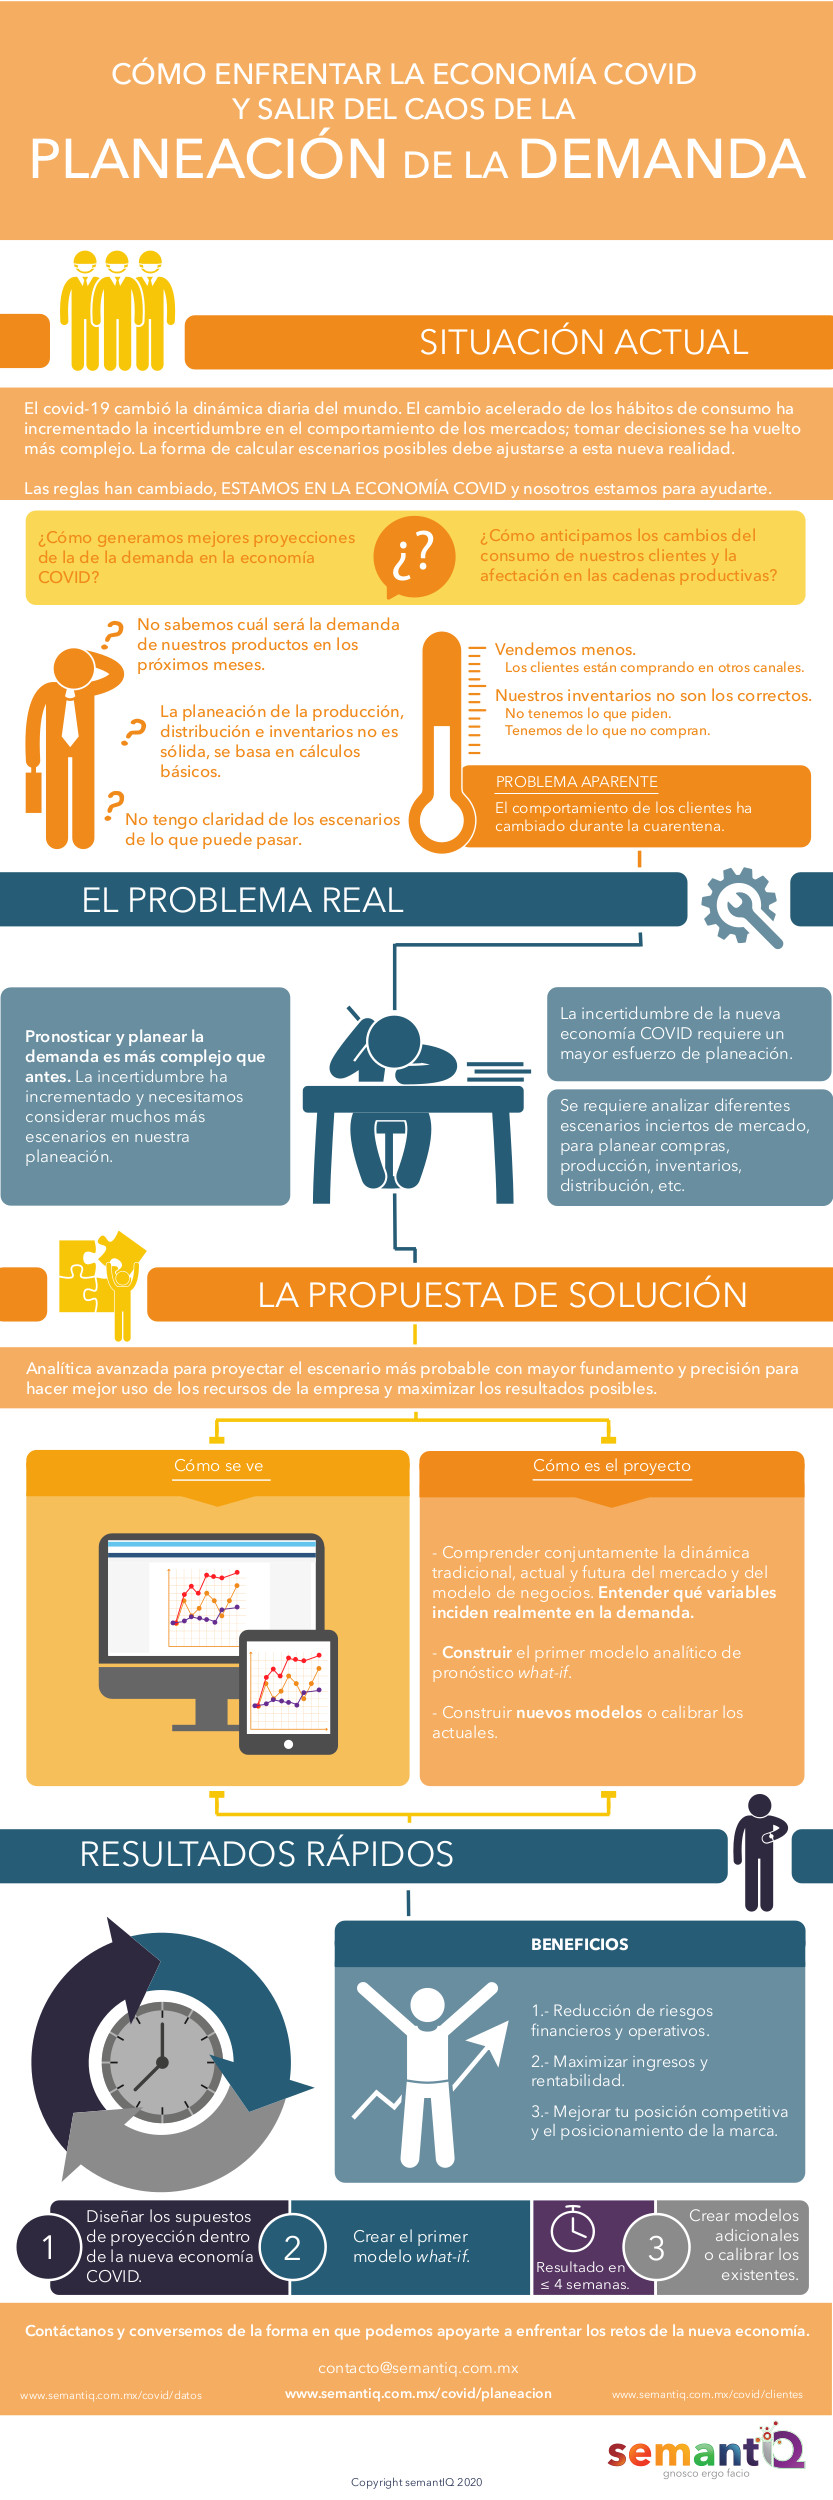 CÓMO ENFRENTAR LA ECONOMÍA COVID
Y SALIR DEL CAOS DE LA
PLANEACIÓN DE LA DEMANDA
SITUACIÓN ACTUAL
El covid-19 cambió la dinámica diaria del mundo. El cambio acelerado de los hábitos de consumo ha
incrementado la incertidumbre en el comportamiento de los mercados; tomar decisiones se ha vuelto
más complejo. La forma de calcular escenarios posibles debe ajustarse a esta nueva realidad.
Las reglas han cambiado, ESTAMOS EN LA ECONOMÍA COVID y nosotros estamos para ayudarte.
¿Cómo generamos mejores proyecciones
de la de la demanda en la economía
COVID?
¿?
¿Cómo anticipamos los cambios del
consumo de nuestros clientes y la
afectación en las cadenas productivas?
?
No sabemos cuál será la demanda
de nuestros productos en los
próximos meses.
?
La planeación de la producción,
distribución e inventarios no es
sólida, se basa en cálculos
básicos.
?
No tengo claridad de los escenarios
de lo que puede pasar.
Vendemos menos.
Los clientes están comprando en otros canales.
Nuestros inventarios no son los correctos.
No tenemos lo que piden.
Tenemos de lo que no compran.
PROBLEMA APARENTE
El comportamiento de los clientes ha
cambiado durante la cuarentena.
EL PROBLEMA REAL
Pronosticar y planear la
demanda es más complejo que
antes. La incertidumbre ha
incrementado y necesitamos
considerar muchos más
escenarios en nuestra
planeación.
La incertidumbre de la nueva
economía COVID requiere un
mayor esfuerzo de planeación.
Se requiere analizar diferentes
escenarios inciertos de mercado,
para planear compras,
producción, inventarios,
distribución, etc.
LA PROPUESTA DE SOLUCIÓN
Analítica avanzada para proyectar el escenario más probable con mayor fundamento y precisión para
hacer mejor uso de los recursos de la empresa y maximizar los resultados posibles.
Cómo se ve
Cómo es el proyecto
- Comprender conjuntamente la dinámica
tradicional, actual y futura del mercado y del
modelo de negocios. Entender qué variables
inciden realmente en la demanda.
- Construir el primer modelo analítico de
pronóstico what-if.
- Construir nuevos modelos o calibrar los
actuales.
RESULTADOS RÁPIDOS
BENEFICIOS
1.- Reducción de riesgos
financieros y operativos.
2.- Maximizar ingresos y
rentabilidad.
3.- Mejorar tu posición competitiva
y el posicionamiento de la marca.
1
Diseñar los supuestos
de proyección dentro
de la nueva economía
COVID.
2
Crear el primer
modelo what-if.
Resultado en
≤ 4 semanas.
3
Crear modelos
adicionales
o calibrar los
existentes.
Contáctanos y conversemos de la forma en que podemos apoyarte a enfrentar los retos de la nueva economía.
contacto@semantiq.com.mx
www.semantiq.com.mx/covid/datos
www.semantiq.com.mx/covid/planeacion
www.semantiq.com.mx/covid/clientes
semantIQ
gnosco ergo facio
Copyright semantIQ 2020